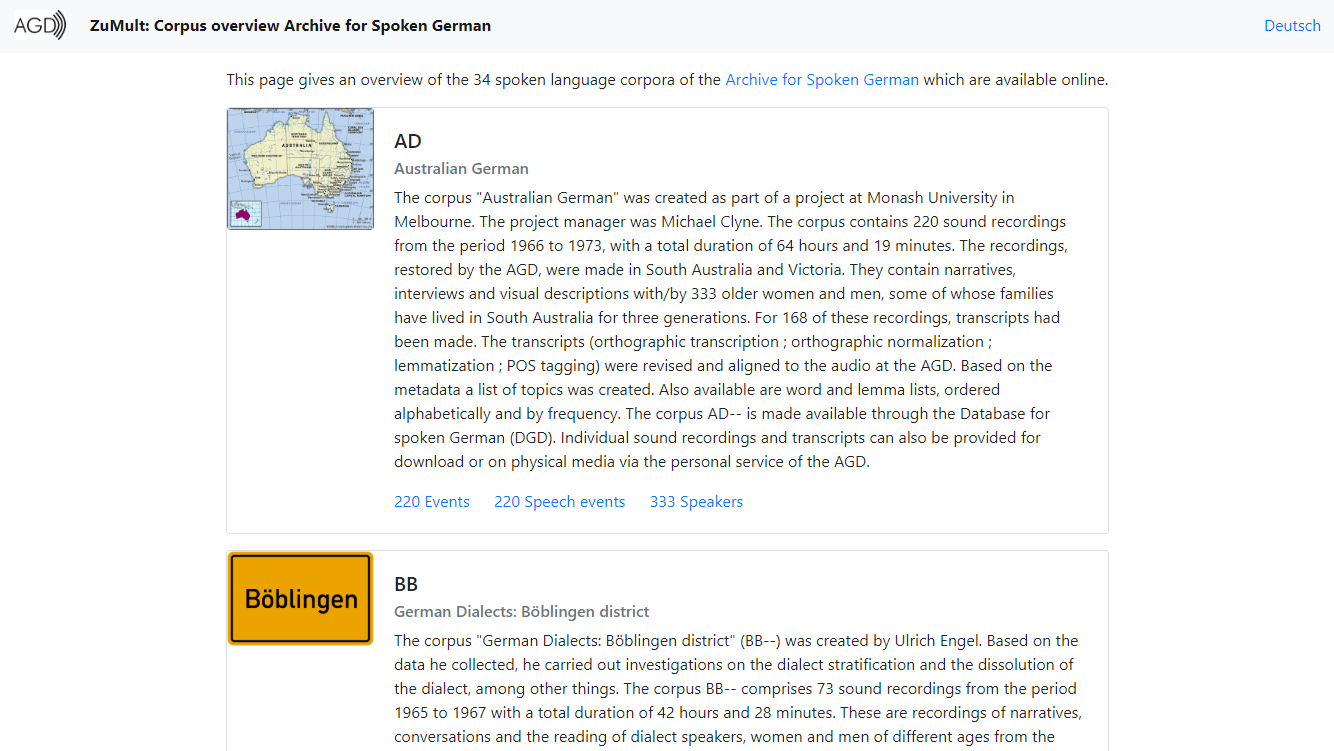 AGD
ZuMult: Corpus overview Archive for Spoken German
Deutsch
This page gives an overview of the 34 spoken language corpora of the Archive for Spoken German which are available online.
AUSTRALIA
AD
Australian German
The corpus "Australian German" was created as part of a project at Monash University in
Melbourne. The project manager was Michael Clyne. The corpus contains 220 sound recordings
from the period 1966 to 1973, with a total duration of 64 hours and 19 minutes. The recordings,
restored by the AGD, were made in South Australia and Victoria. They contain narratives,
interviews and visual descriptions with/by 333 older women and men, some of whose families
have lived in South Australia for three generations. For 168 of these recordings, transcripts had
been made. The transcripts (orthographic transcription ; orthographic normalization ;
lemmatization ; POS tagging) were revised and aligned to the audio at the AGD. Based on the
metadata a list of topics was created. Also available are word and lemma lists, ordered
alphabetically and by frequency. The corpus AD-- is made available through the Database for
spoken German (DGD). Individual sound recordings and transcripts can also be provided for
download or on physical media via the personal service of the AGD.
220 Events 220 Speech events 333 Speakers
Böblingen
BB
German Dialects: Böblingen district
The corpus "German Dialects: Böblingen district" (BB--) was created by Ulrich Engel. Based on the
data he collected, he carried out investigations on the dialect stratification and the dissolution of
the dialect, among other things. The corpus BB-- comprises 73 sound recordings from the period
1965 to 1967 with a total duration of 42 hours and 28 minutes. These are recordings of narratives,
conversations and the reading of dialect speakers, women and men of different ages from the